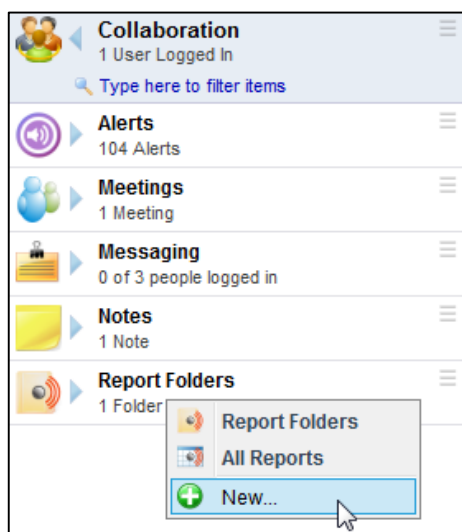 Collaboration
1 User Logged In
Type here to filter items
Alerts
104 Alerts
Meetings
1 Meeting
Messaging
0 of 3 people logged in
Notes
1 Note
Report Folders
1 Folder
Report Folders
All Reports
New...